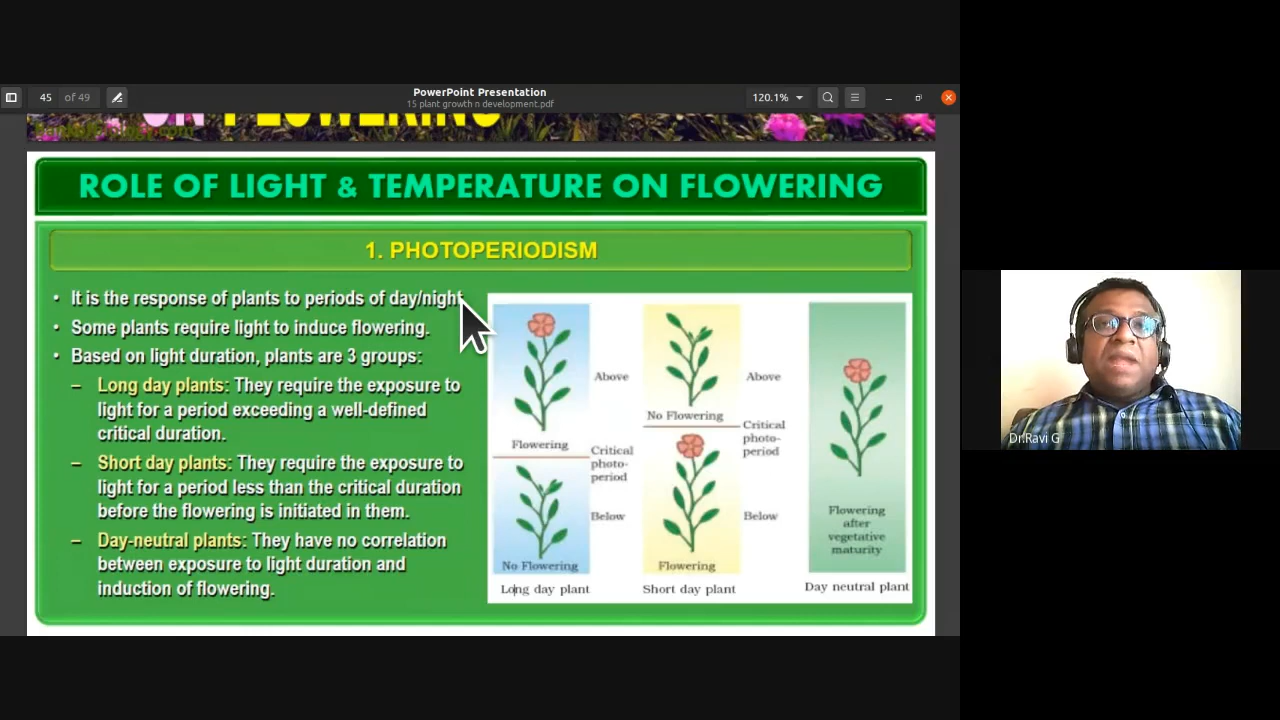 45 of 49
PowerPoint Presentation
15 plant growth n development.pdf
120.1%
ON FLOWERING
ROLE OF LIGHT & TEMPERATURE ON FLOWERING
1. PHOTOPERIODISM
• It is the response of plants to periods of day/night.
• Some plants require light to induce flowering.
• Based on light duration, plants are 3 groups:
– Long day plants: They require the exposure to
light for a period exceeding a well-defined
critical duration.
– Short day plants: They require the exposure to
light for a period less than the critical duration
before the flowering is initiated in them.
– Day-neutral plants: They have no correlation
between exposure to light duration and
induction of flowering.
Above
Flowering
Critical
photo-
period
Below
No Flowering
Long day plant
Above
No Flowering
Critical
photo-
period
Below
Flowering
Short day plant
Flowering
after
vegetative
maturity
Day neutral plant
Dr.Ravi G